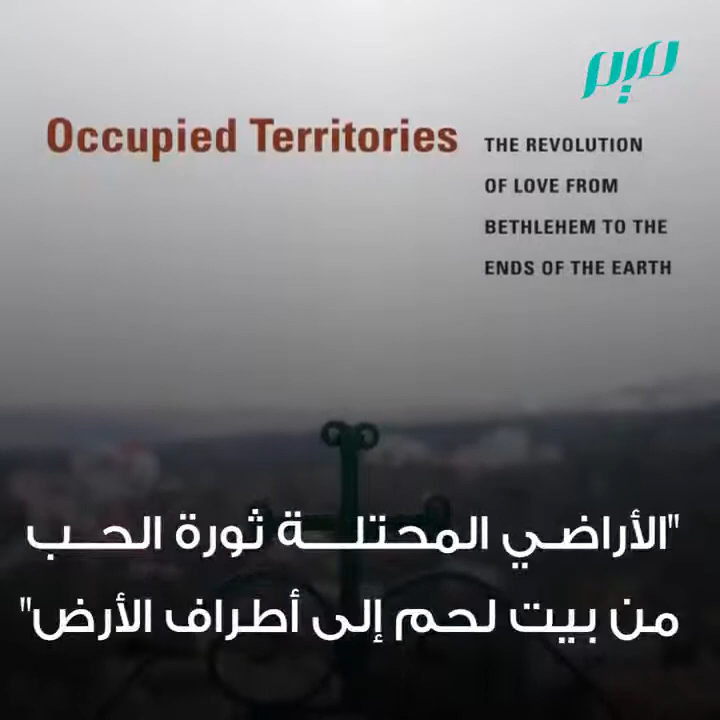 ميم
Occupied Territories
THE REVOLUTION
OF LOVE FROM
BETHLEHEM TO THE
ENDS OF THE EARTH
"الأراضي المحتلة ثورة الحب
من بيت لحم إلى أطراف الأرض"